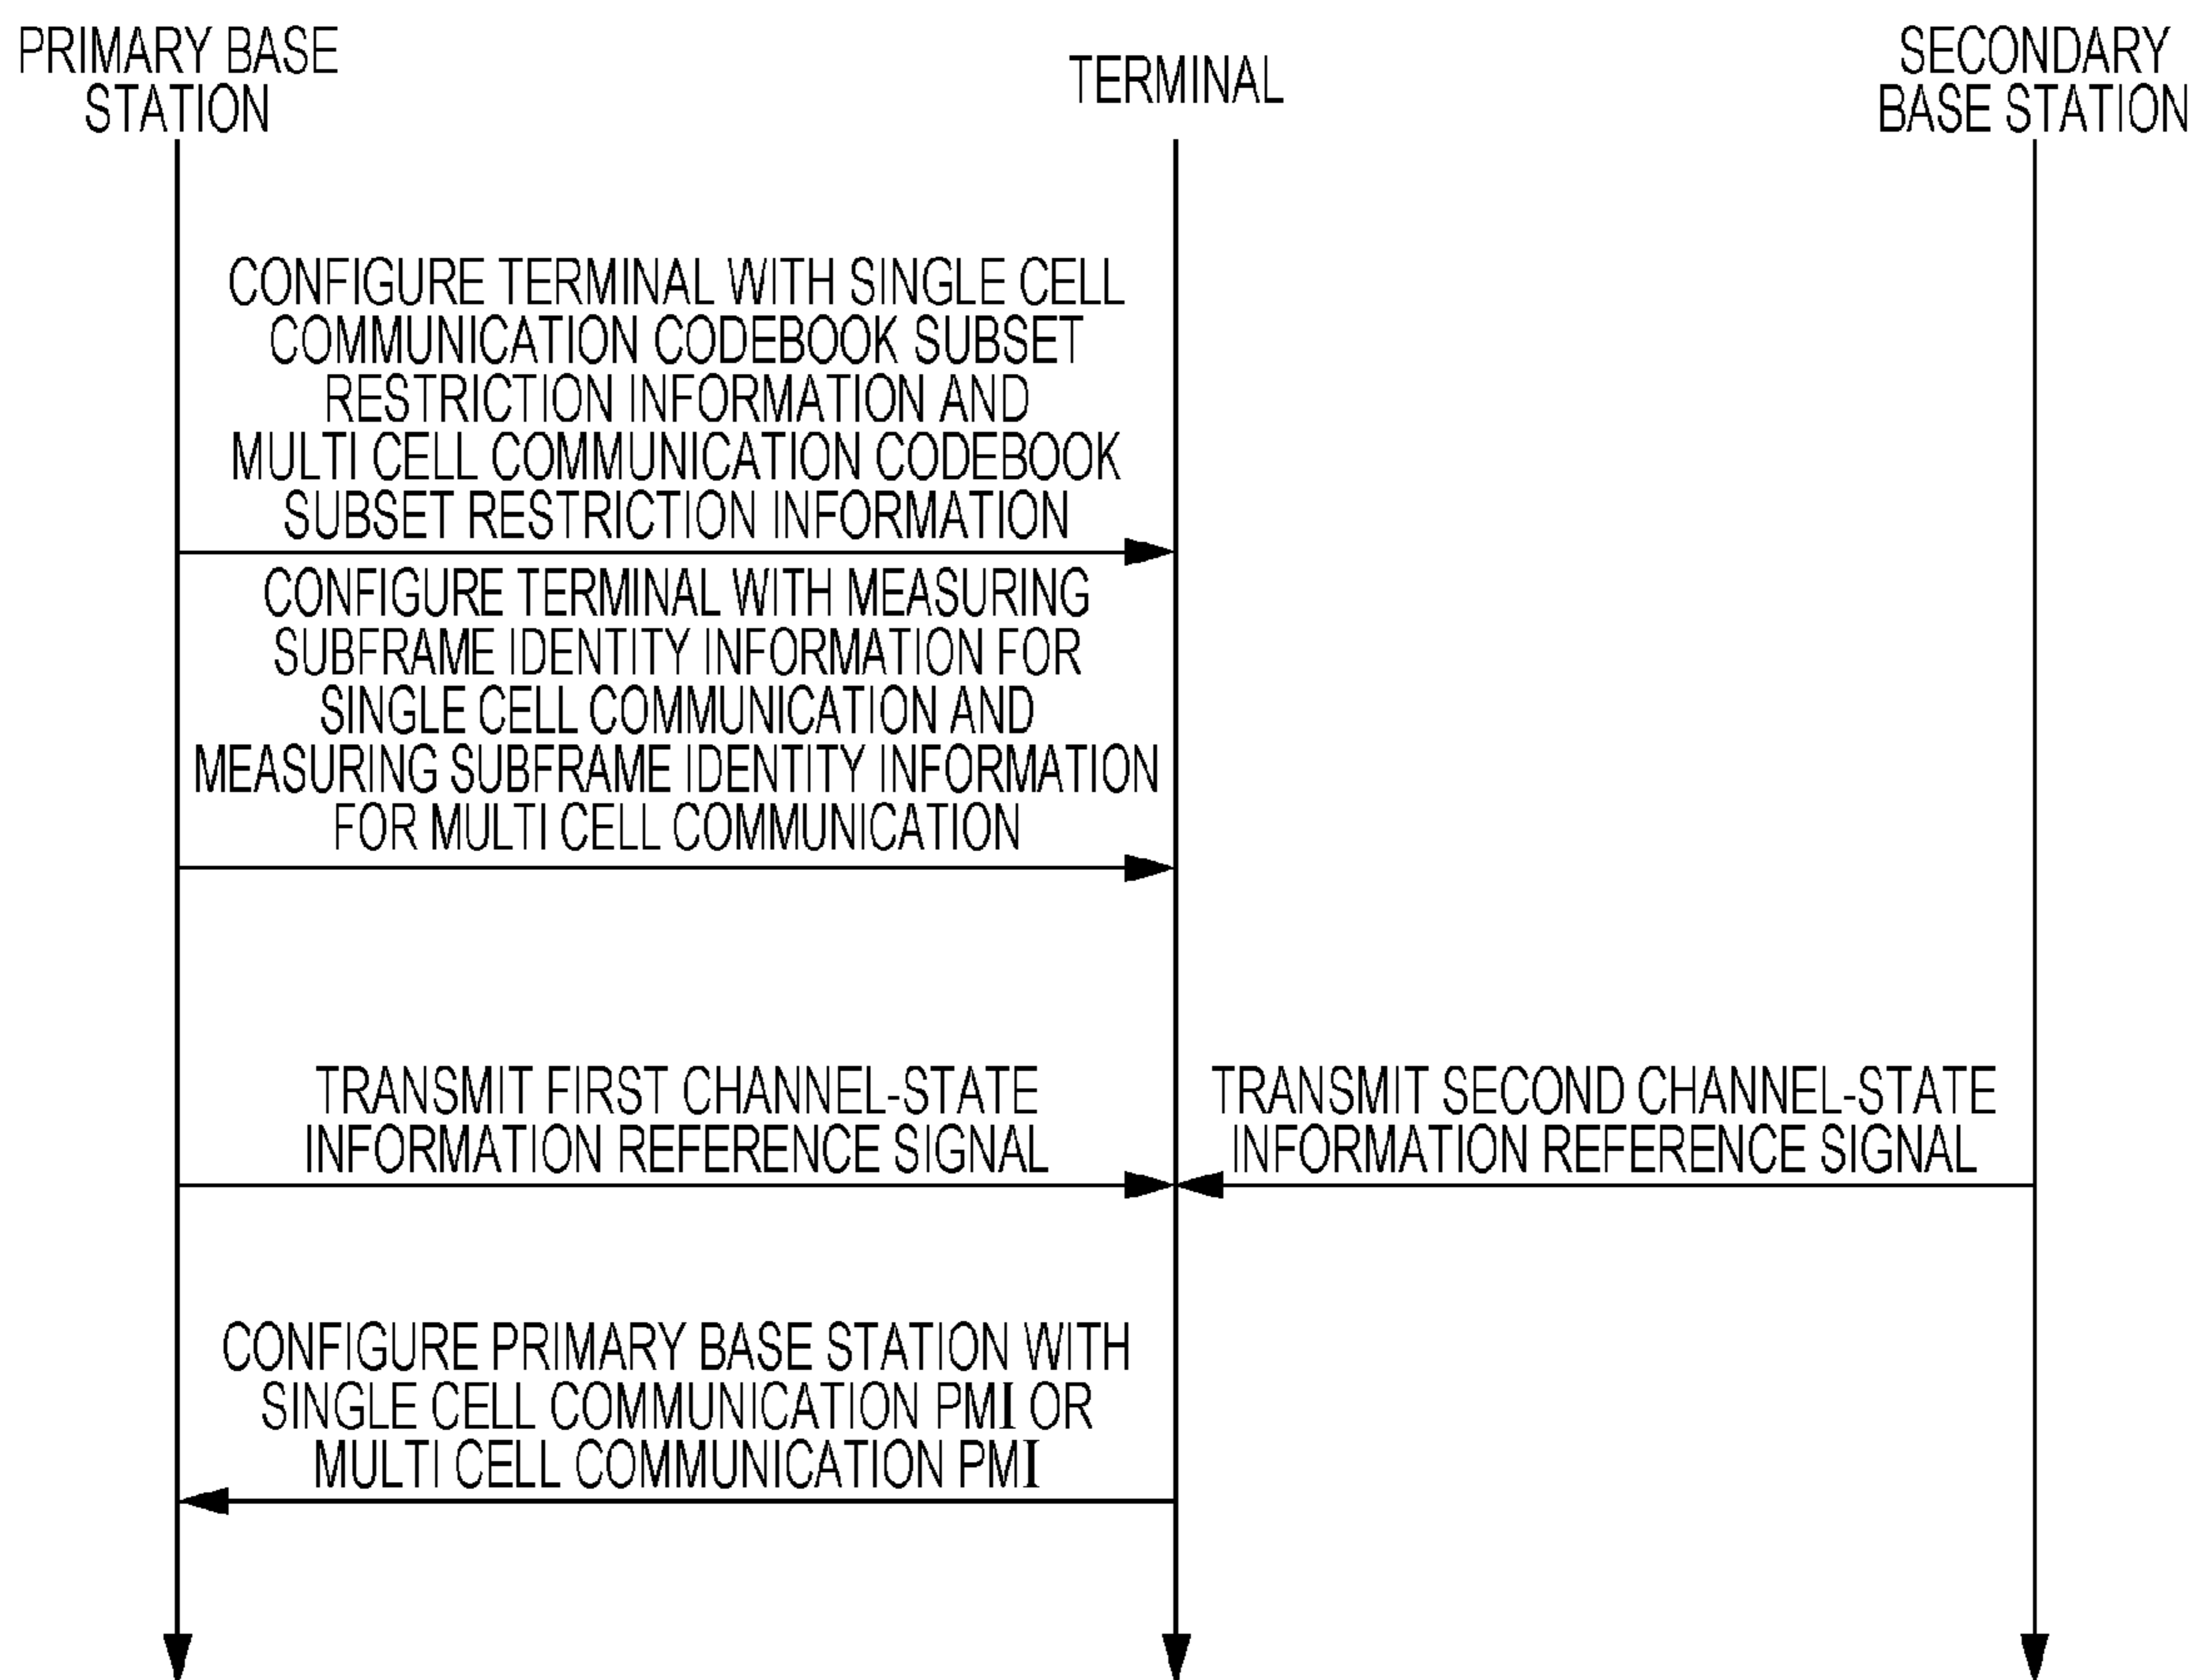 PRIMARY BASE
STATION
TERMINAL
SECONDARY
BASE STATION
CONFIGURE TERMINAL WITH SINGLE CELL
COMMUNICATION CODEBOOK SUBSET
RESTRICTION INFORMATION AND
MULTI CELL COMMUNICATION CODEBOOK
SUBSET RESTRICTION INFORMATION
CONFIGURE TERMINAL WITH MEASURING
SUBFRAME IDENTITY INFORMATION FOR
SINGLE CELL COMMUNICATION AND
MEASURING SUBFRAME IDENTITY INFORMATION
FOR MULTI CELL COMMUNICATION
TRANSMIT FIRST CHANNEL-STATE
INFORMATION REFERENCE SIGNAL
TRANSMIT SECOND CHANNEL-STATE
INFORMATION REFERENCE SIGNAL
CONFIGURE PRIMARY BASE STATION WITH
SINGLE CELL COMMUNICATION PMI OR
MULTI CELL COMMUNICATION PMI